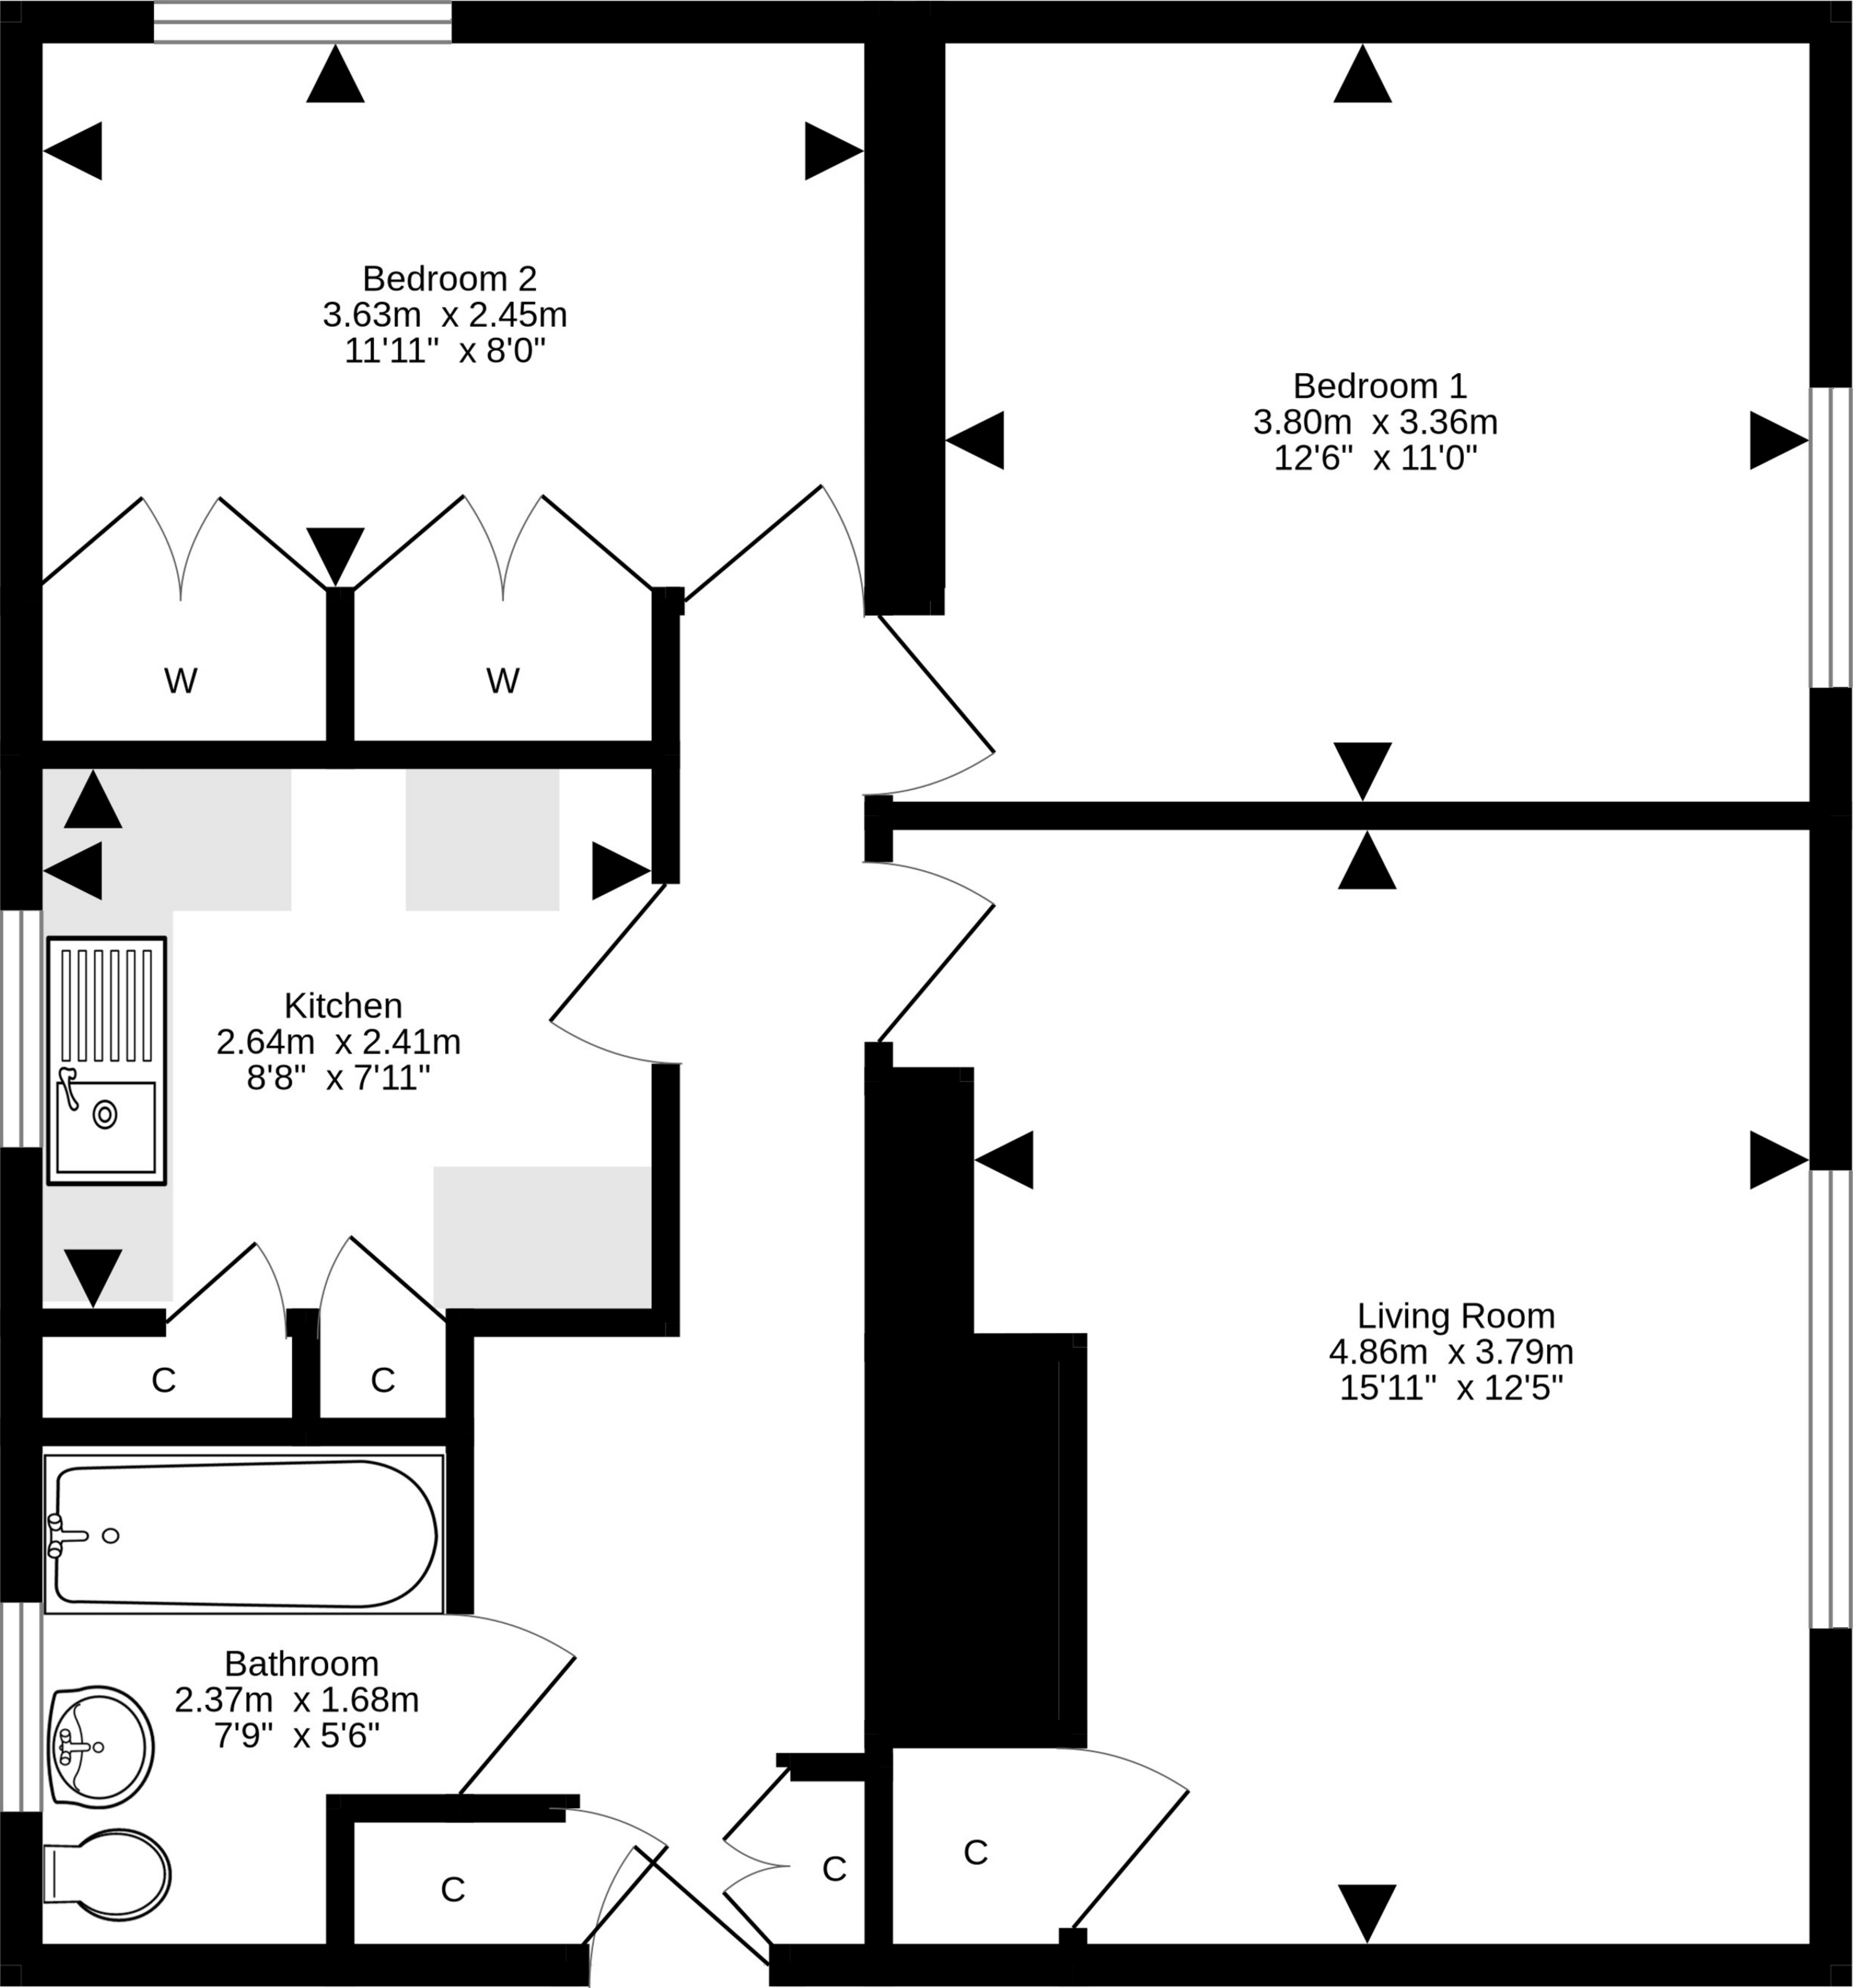 Bedroom 2
3.63m x 2.45m
11'11" x 8'0"
Bedroom 1
3.80m x 3.36m
12'6" x 11'0"
W
W
Kitchen
2.64m x 2.41m
8'8" x 7'11"
Living Room
4.86m x 3.79m
15'11" x 12'5"
C
C
Bathroom
2.37m x 1.68m
7'9" x 5'6"
C
C
C